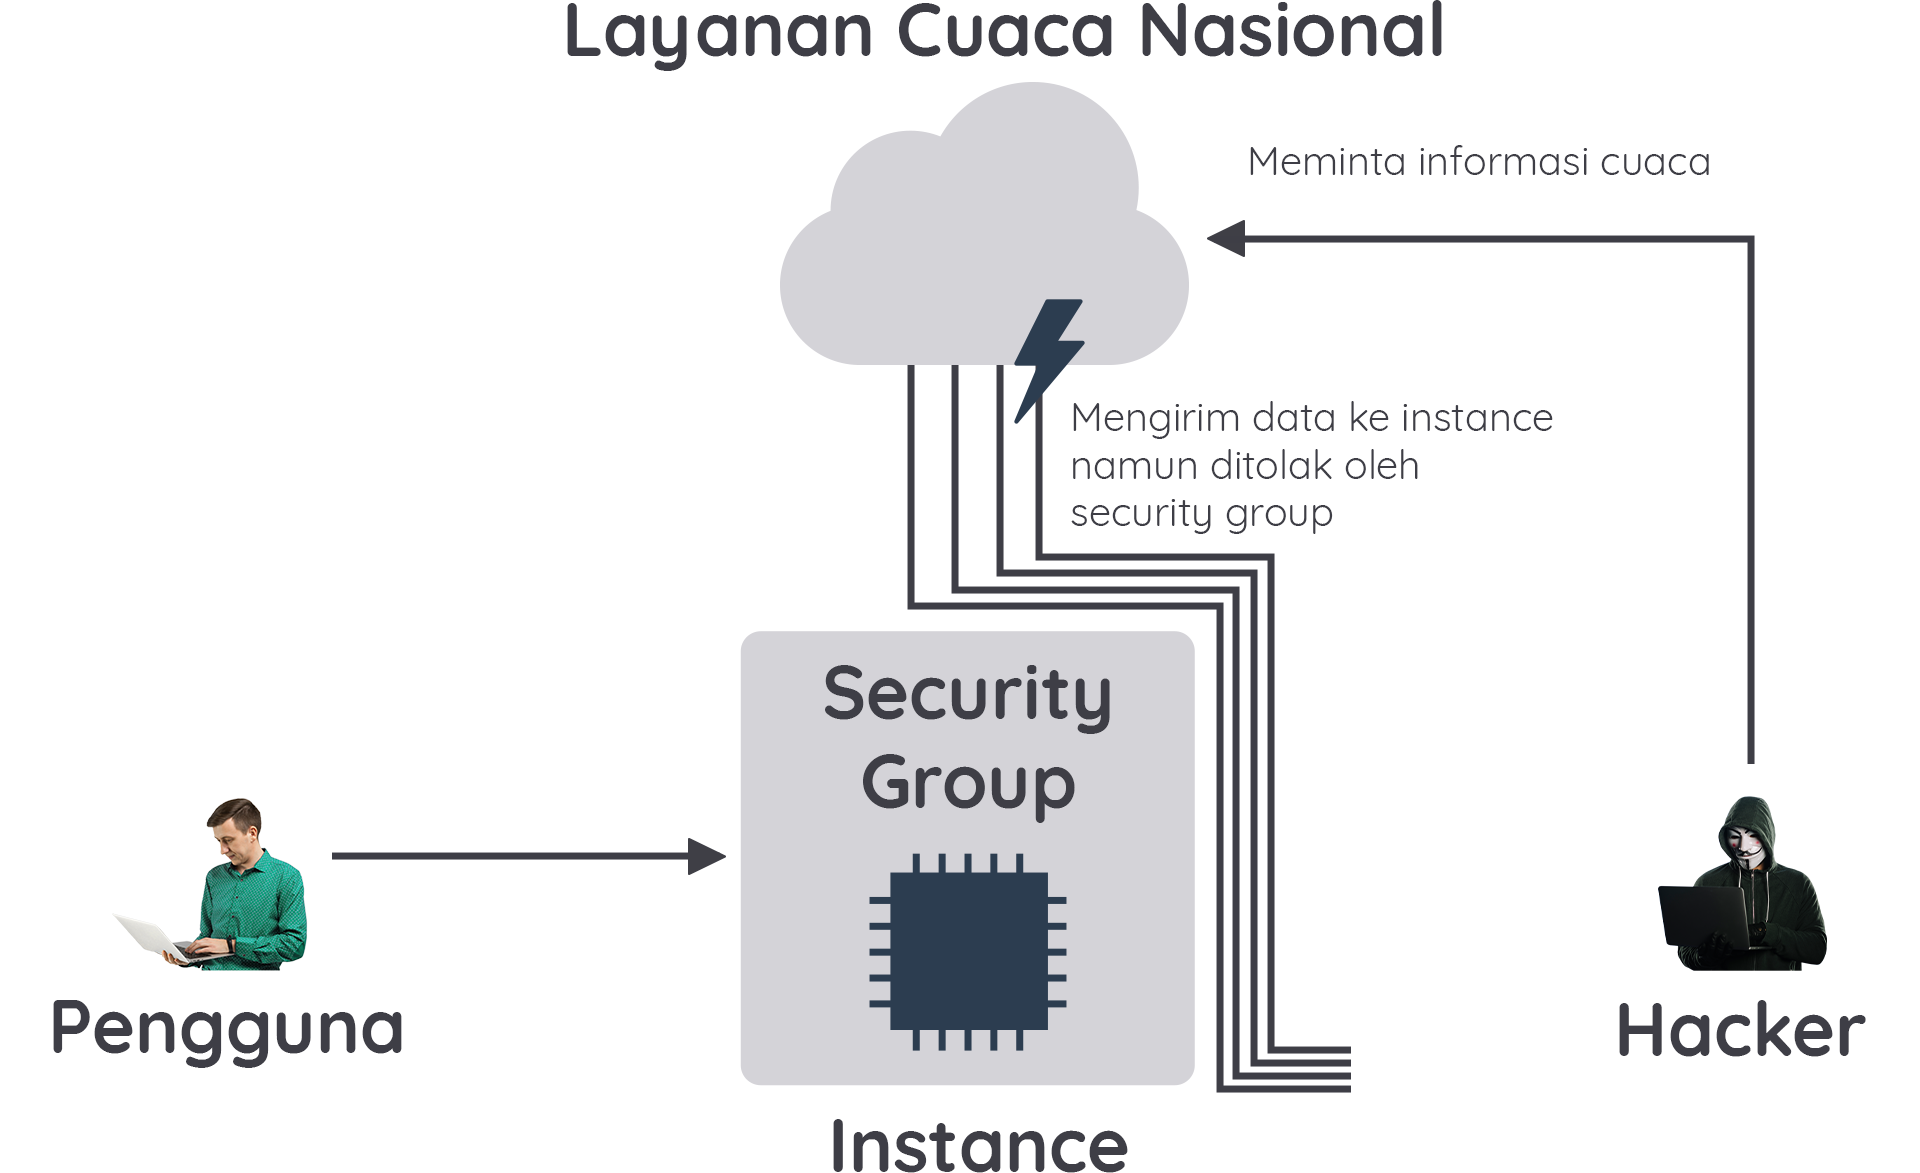 Layanan Cuaca Nasional
Meminta informasi cuaca
Mengirim data ke instance
namun ditolak oleh
security group
Security
Group
Pengguna
Hacker
Instance